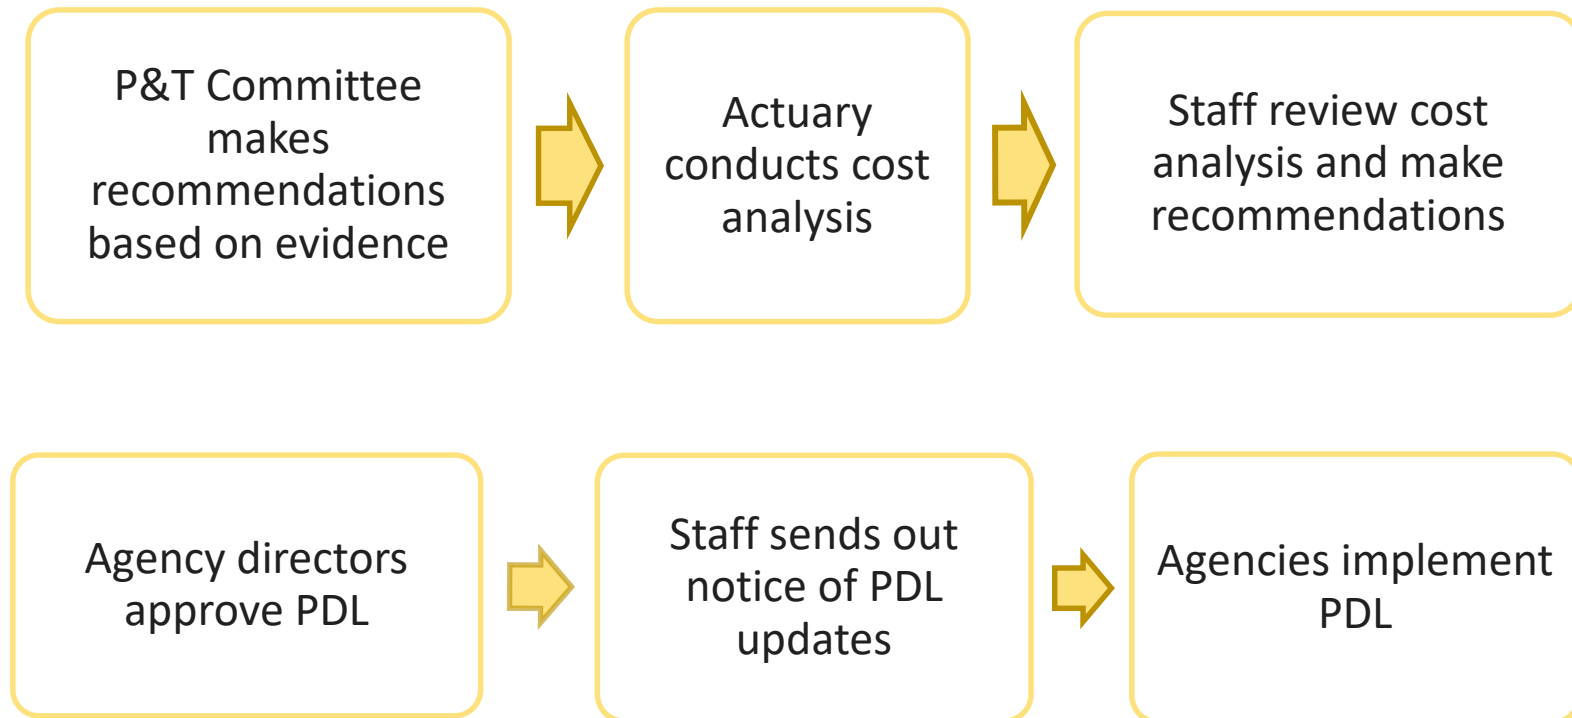 P&T Committee
makes
recommendations
based on evidence
Actuary
conducts cost
analysis
Staff review cost
analysis and make
recommendations
Agency directors
approve PDL
Staff sends out
notice of PDL
updates
Agencies implement
PDL